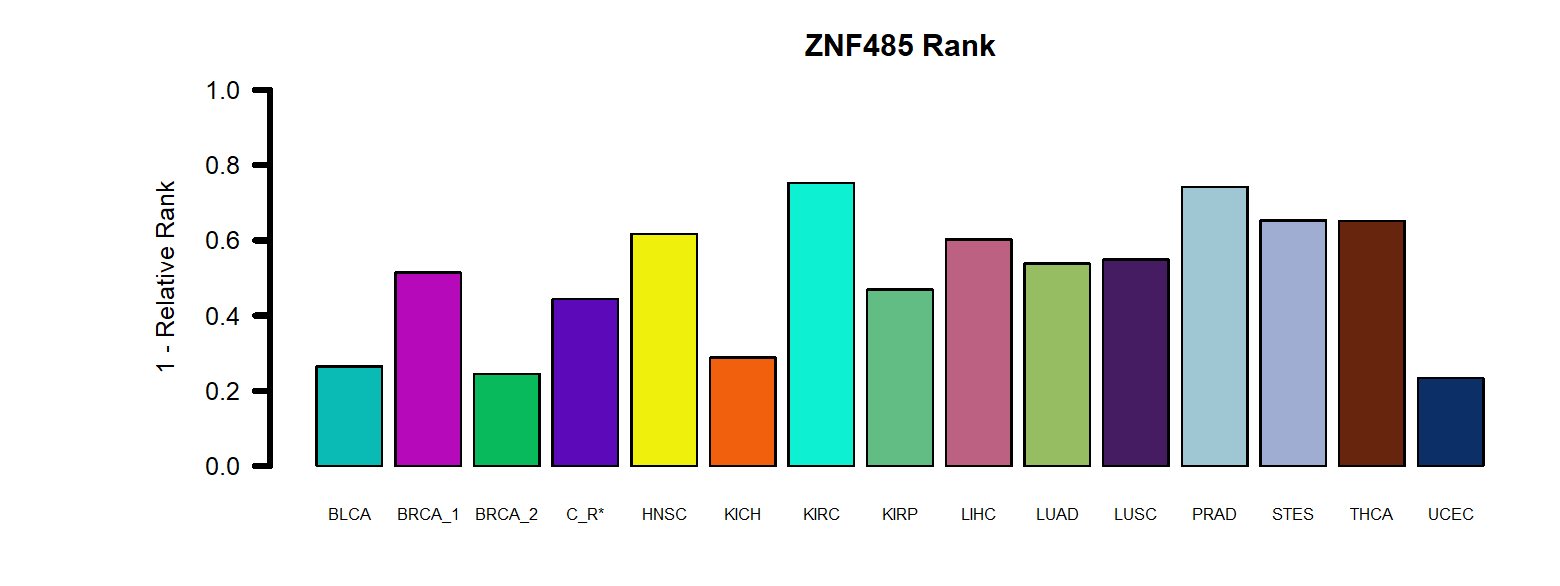 ZNF485 Rank
1 - Relative Rank
1.0
0.8
0.6
0.4
0.2
0.0
BLCA BRCA_1 BRCA_2 C_R* HNSC KICH KIRC KIRP LIHC LUAD LUSC PRAD STES THCA UCEC